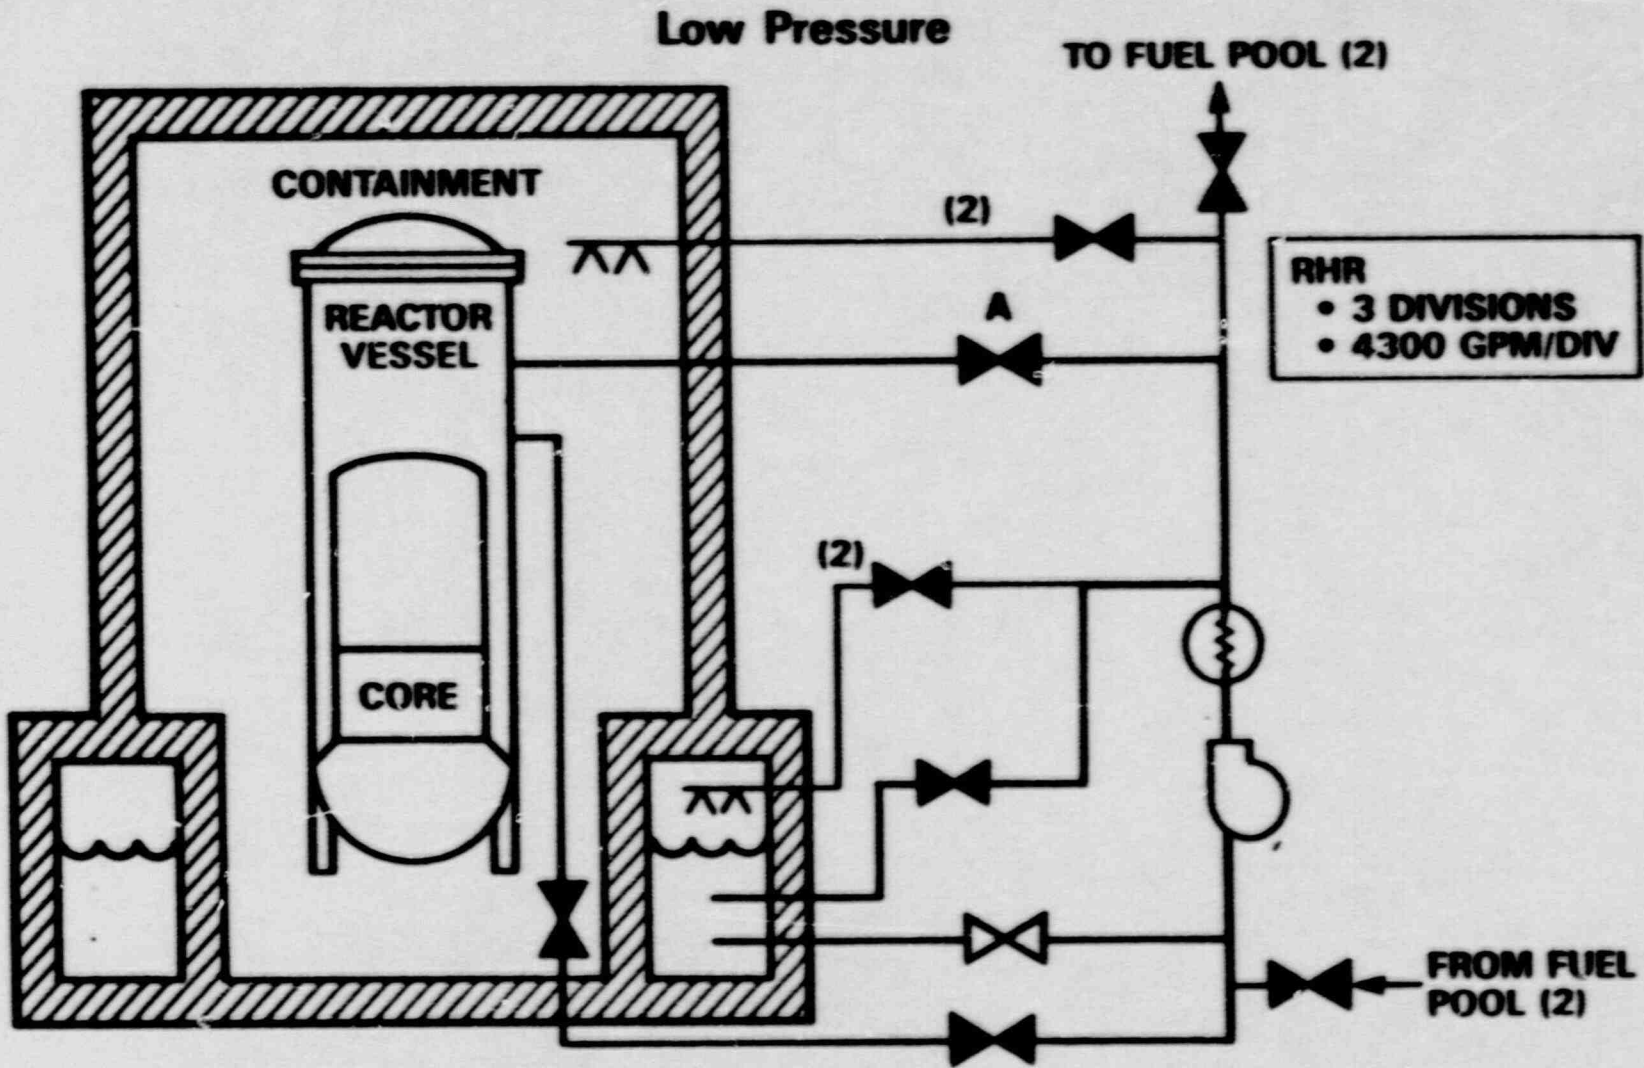 Low Pressure
TO FUEL POOL (2)
CONTAINMENT
(2)
RHR
• 3 DIVISIONS
• 4300 GPM/DIV
A
REACTOR
VESSEL
(2)
CORE
FROM FUEL
POOL (2)